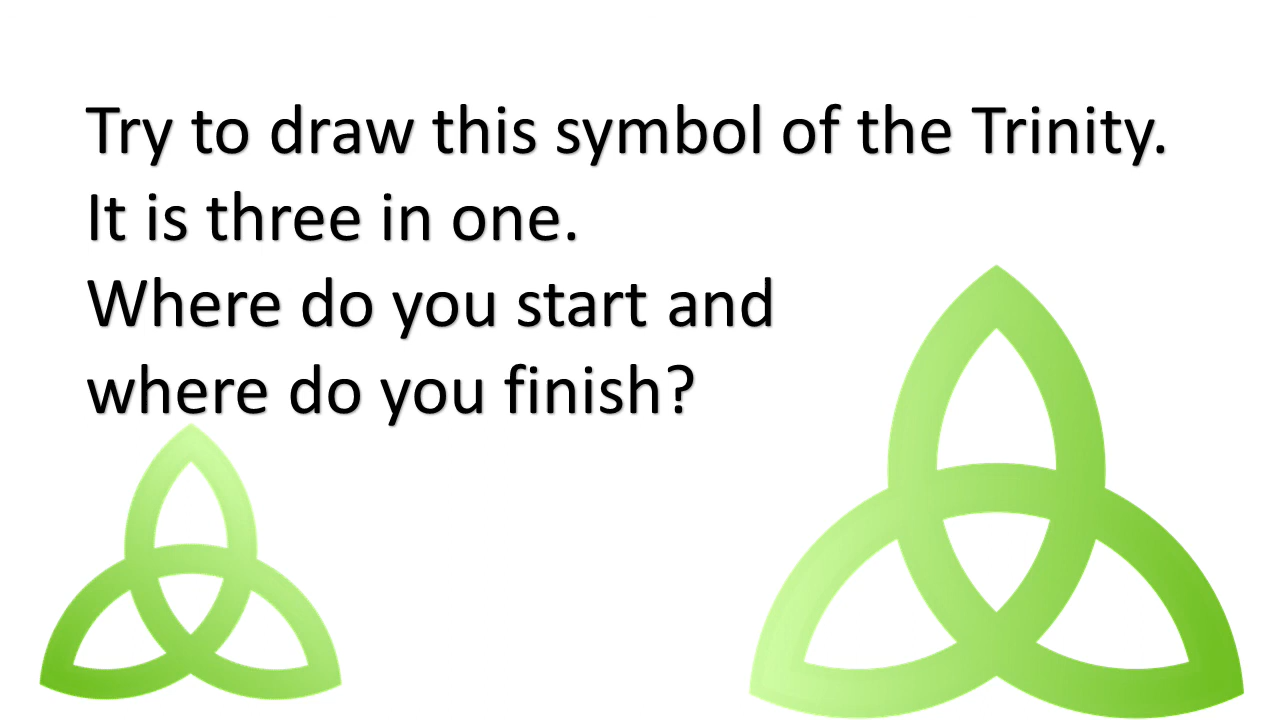 Try to draw this symbol of the Trinity.
It is three in one.
Where do you start and
where do you finish?